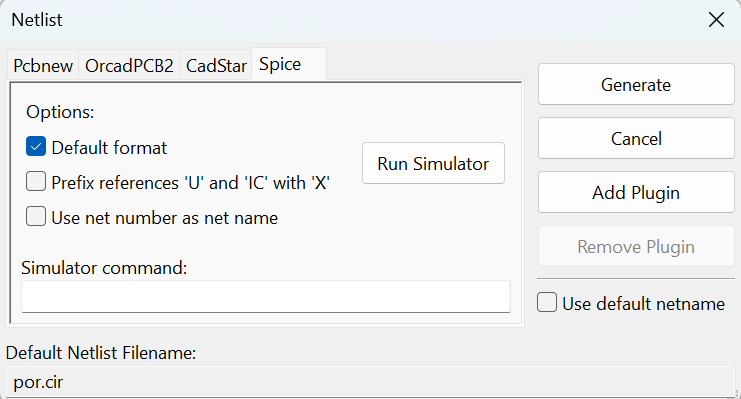 Netlist
Pcbnew OrcadPCB2 CadStar Spice
Options:
Default format
Prefix references 'U' and 'IC' with 'X'
Use net number as net name
Run Simulator
Simulator command:
Generate
Cancel
Add Plugin
Remove Plugin
Use default netname
Default Netlist Filename:
por.cir